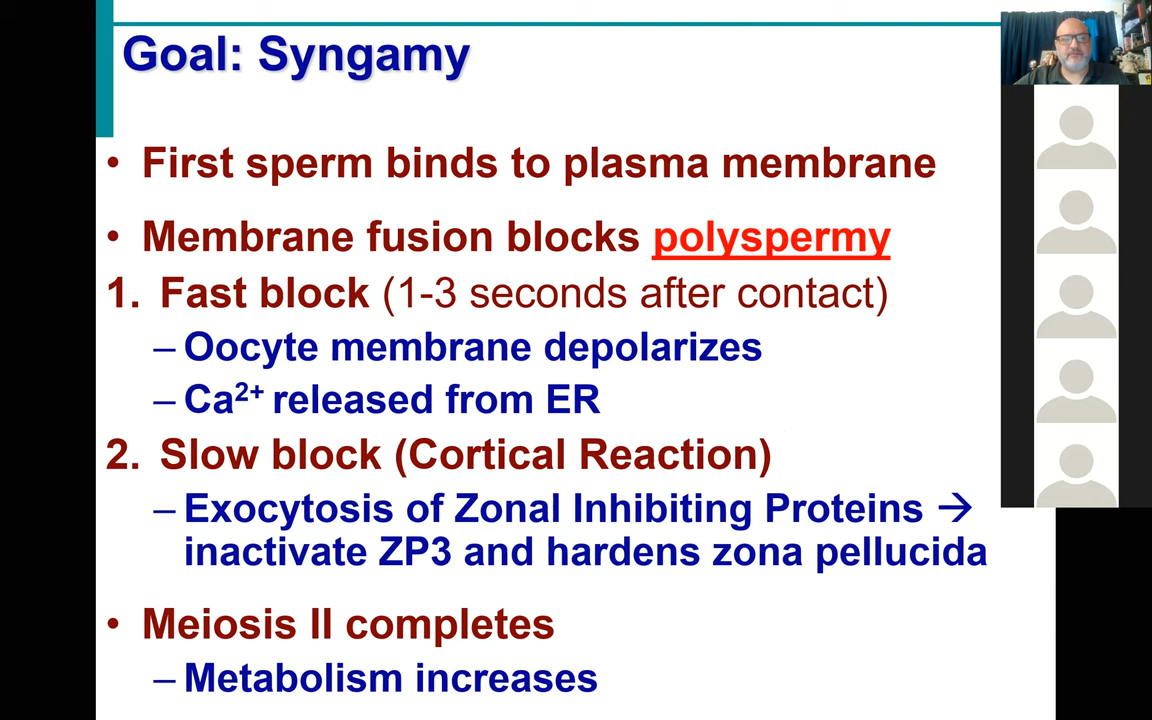 Goal: Syngamy
• First sperm binds to plasma membrane
• Membrane fusion blocks polyspermy
1. Fast block (1-3 seconds after contact)
– Oocyte membrane depolarizes
– Ca²⁺ released from ER
2. Slow block (Cortical Reaction)
– Exocytosis of Zonal Inhibiting Proteins →
inactivate ZP3 and hardens zona pellucida
• Meiosis II completes
– Metabolism increases